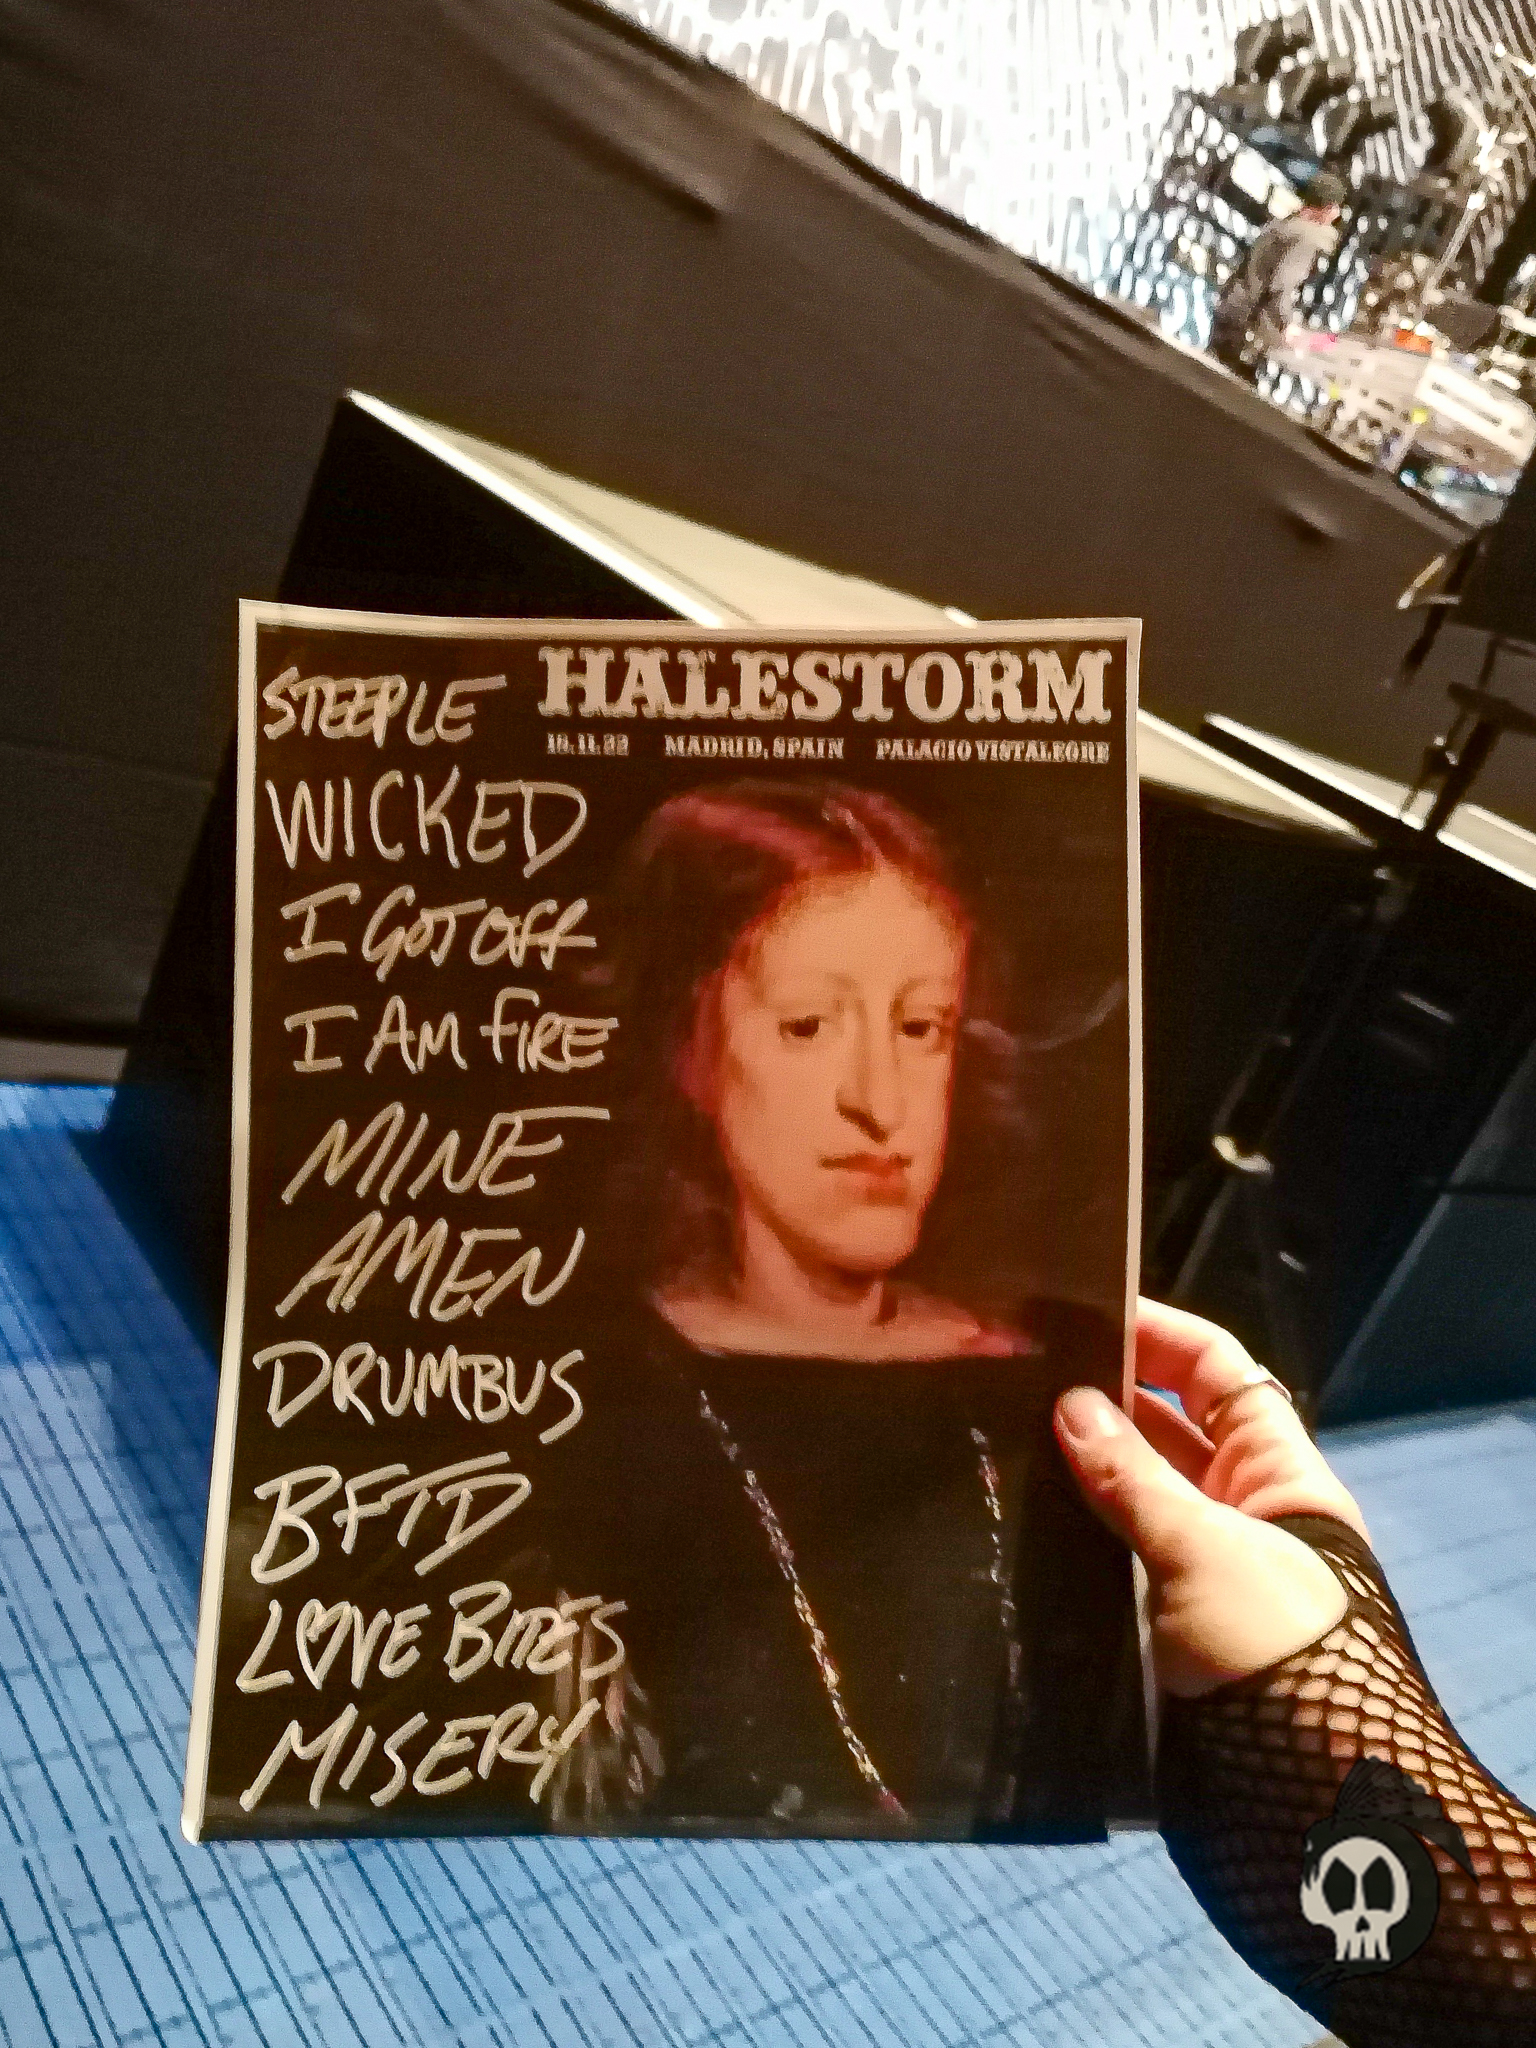 HALESTORM
18.11.22 MADRID, SPAIN PALACIO VISTALEGRE
STEEPLE
WICKED
I GOT OFF
I AM FIRE
MINE
AMEN
DRUMBUS
BFTD
LOVE BITES
MISERY